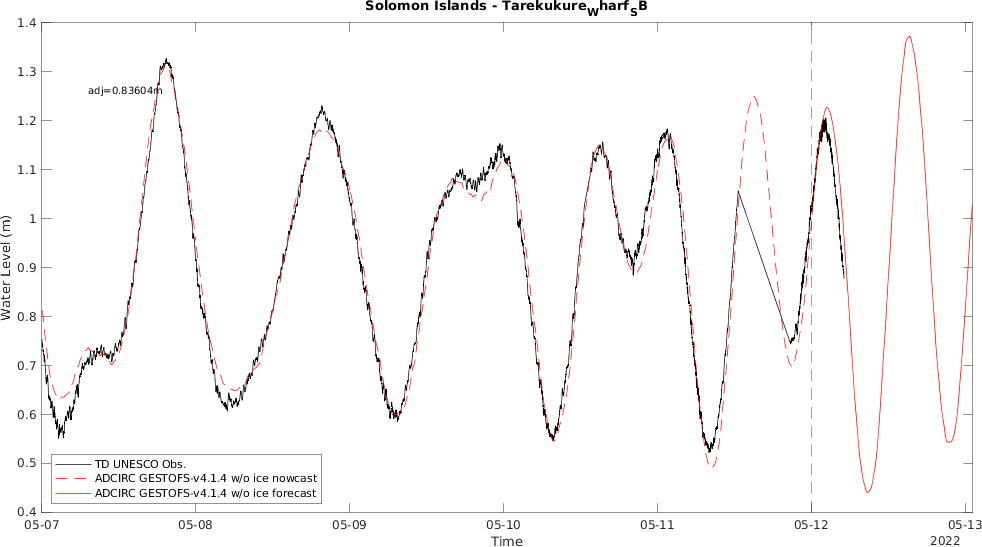 Solomon Islands - TarekukureWharfSB
1.4
1.3
adj=0.83604m
1.2
1.1
1
0.9
0.8
0.7
0.6
0.5
0.4
Water Level (m)
TD UNESCO Obs.
ADCIRC GESTOFS-v4.1.4 w/o ice nowcast
ADCIRC GESTOFS-v4.1.4 w/o ice forecast
05-07 05-08 05-09 05-10 05-11 05-12 05-13
Time 2022